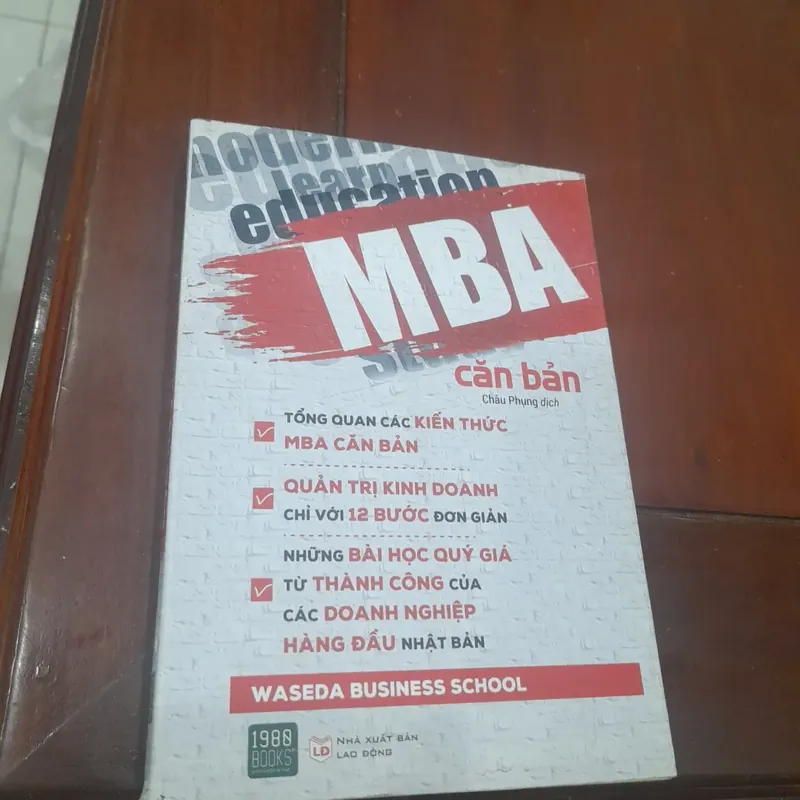 modern
learn
education
MBA
căn bản
Châu Phụng dịch
TỔNG QUAN CÁC KIẾN THỨC
MBA CĂN BẢN
QUẢN TRỊ KINH DOANH
CHỈ VỚI 12 BƯỚC ĐƠN GIẢN
NHỮNG BÀI HỌC QUÝ GIÁ
TỪ THÀNH CÔNG CỦA
CÁC DOANH NGHIỆP
HÀNG ĐẦU NHẬT BẢN
WASEDA BUSINESS SCHOOL
1980
BOOKS
LĐ
NHÀ XUẤT BẢN
LAO ĐỘNG